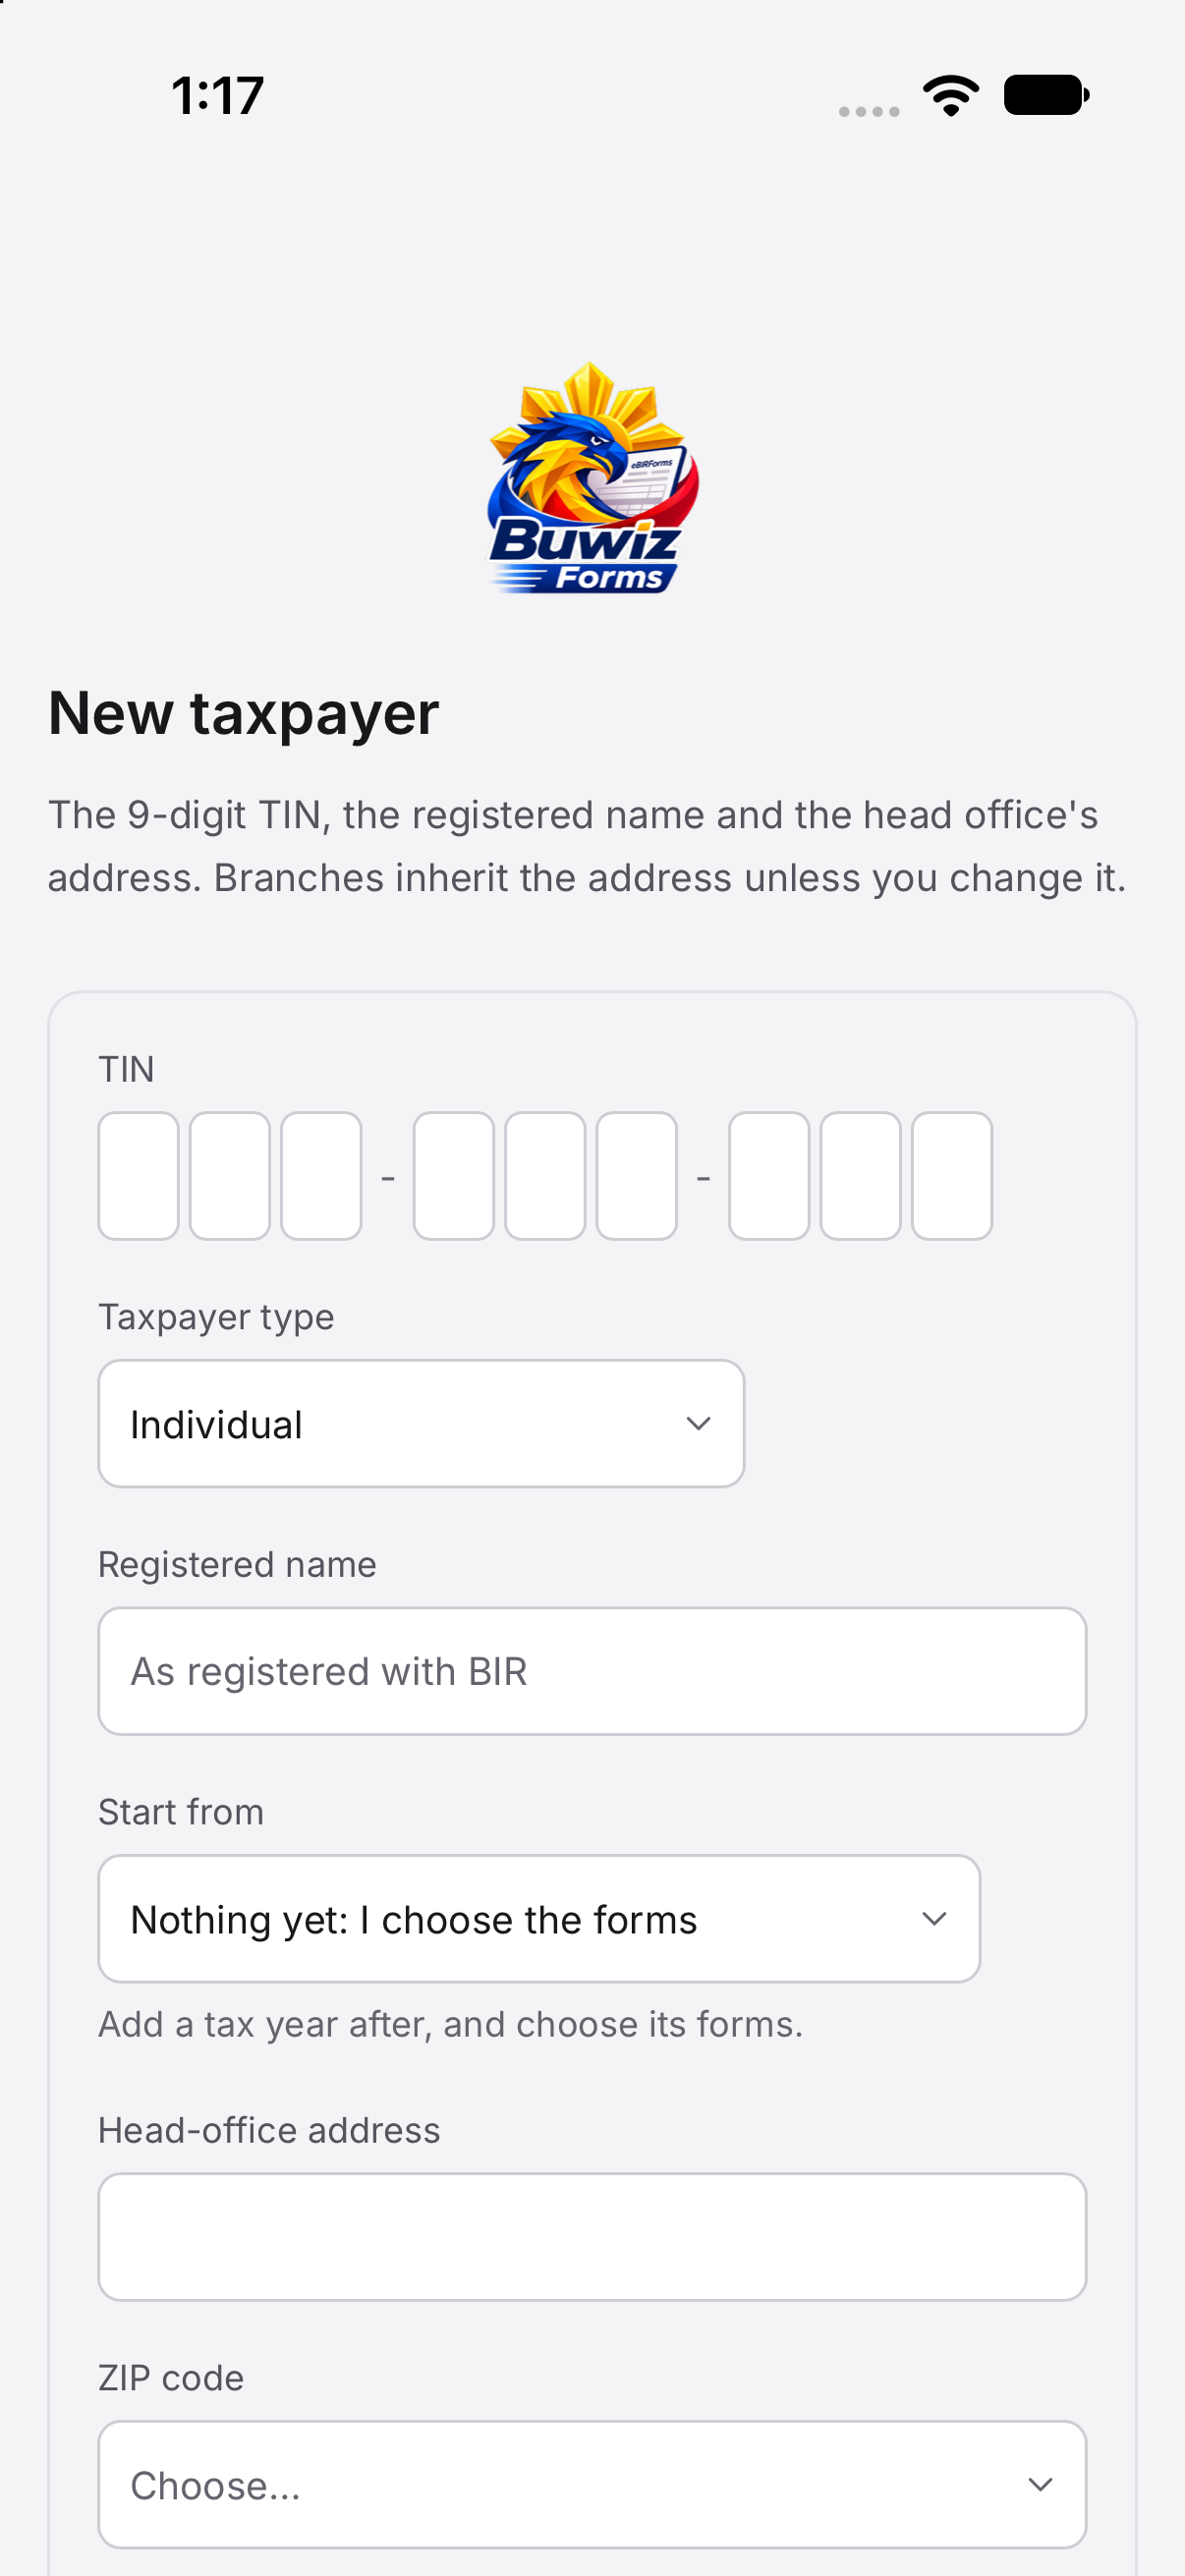 1:17
eBIRForms
Buwiz
Forms
New taxpayer
The 9-digit TIN, the registered name and the head office's
address. Branches inherit the address unless you change it.
TIN
- -
Taxpayer type
Individual
Registered name
As registered with BIR
Start from
Nothing yet: I choose the forms
Add a tax year after, and choose its forms.
Head-office address
ZIP code
Choose...